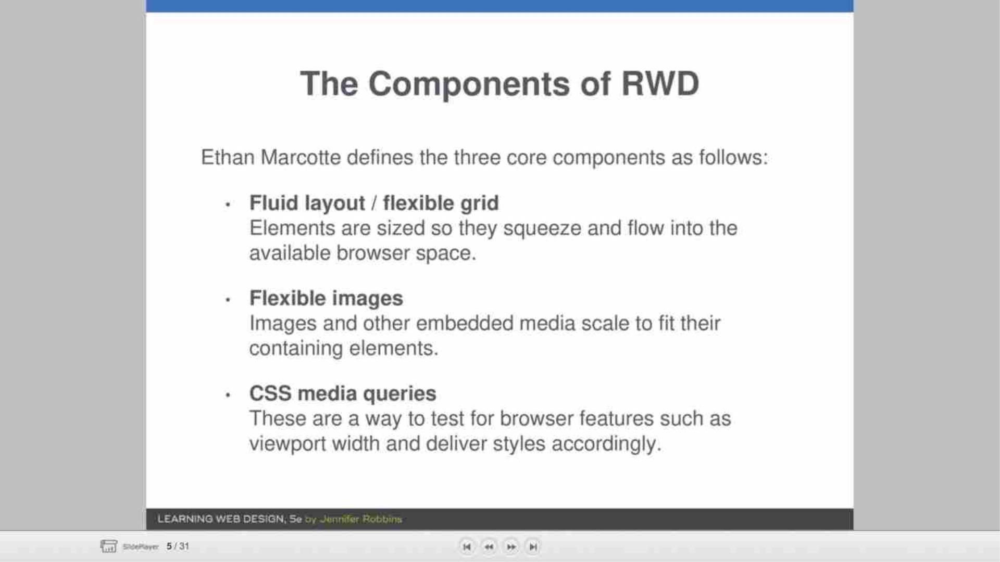 The Components of RWD
Ethan Marcotte defines the three core components as follows:
• Fluid layout / flexible grid
Elements are sized so they squeeze and flow into the
available browser space.
• Flexible images
Images and other embedded media scale to fit their
containing elements.
• CSS media queries
These are a way to test for browser features such as
viewport width and deliver styles accordingly.
LEARNING WEB DESIGN, 5e by Jennifer Robbins
SlidePlayer 5 / 31